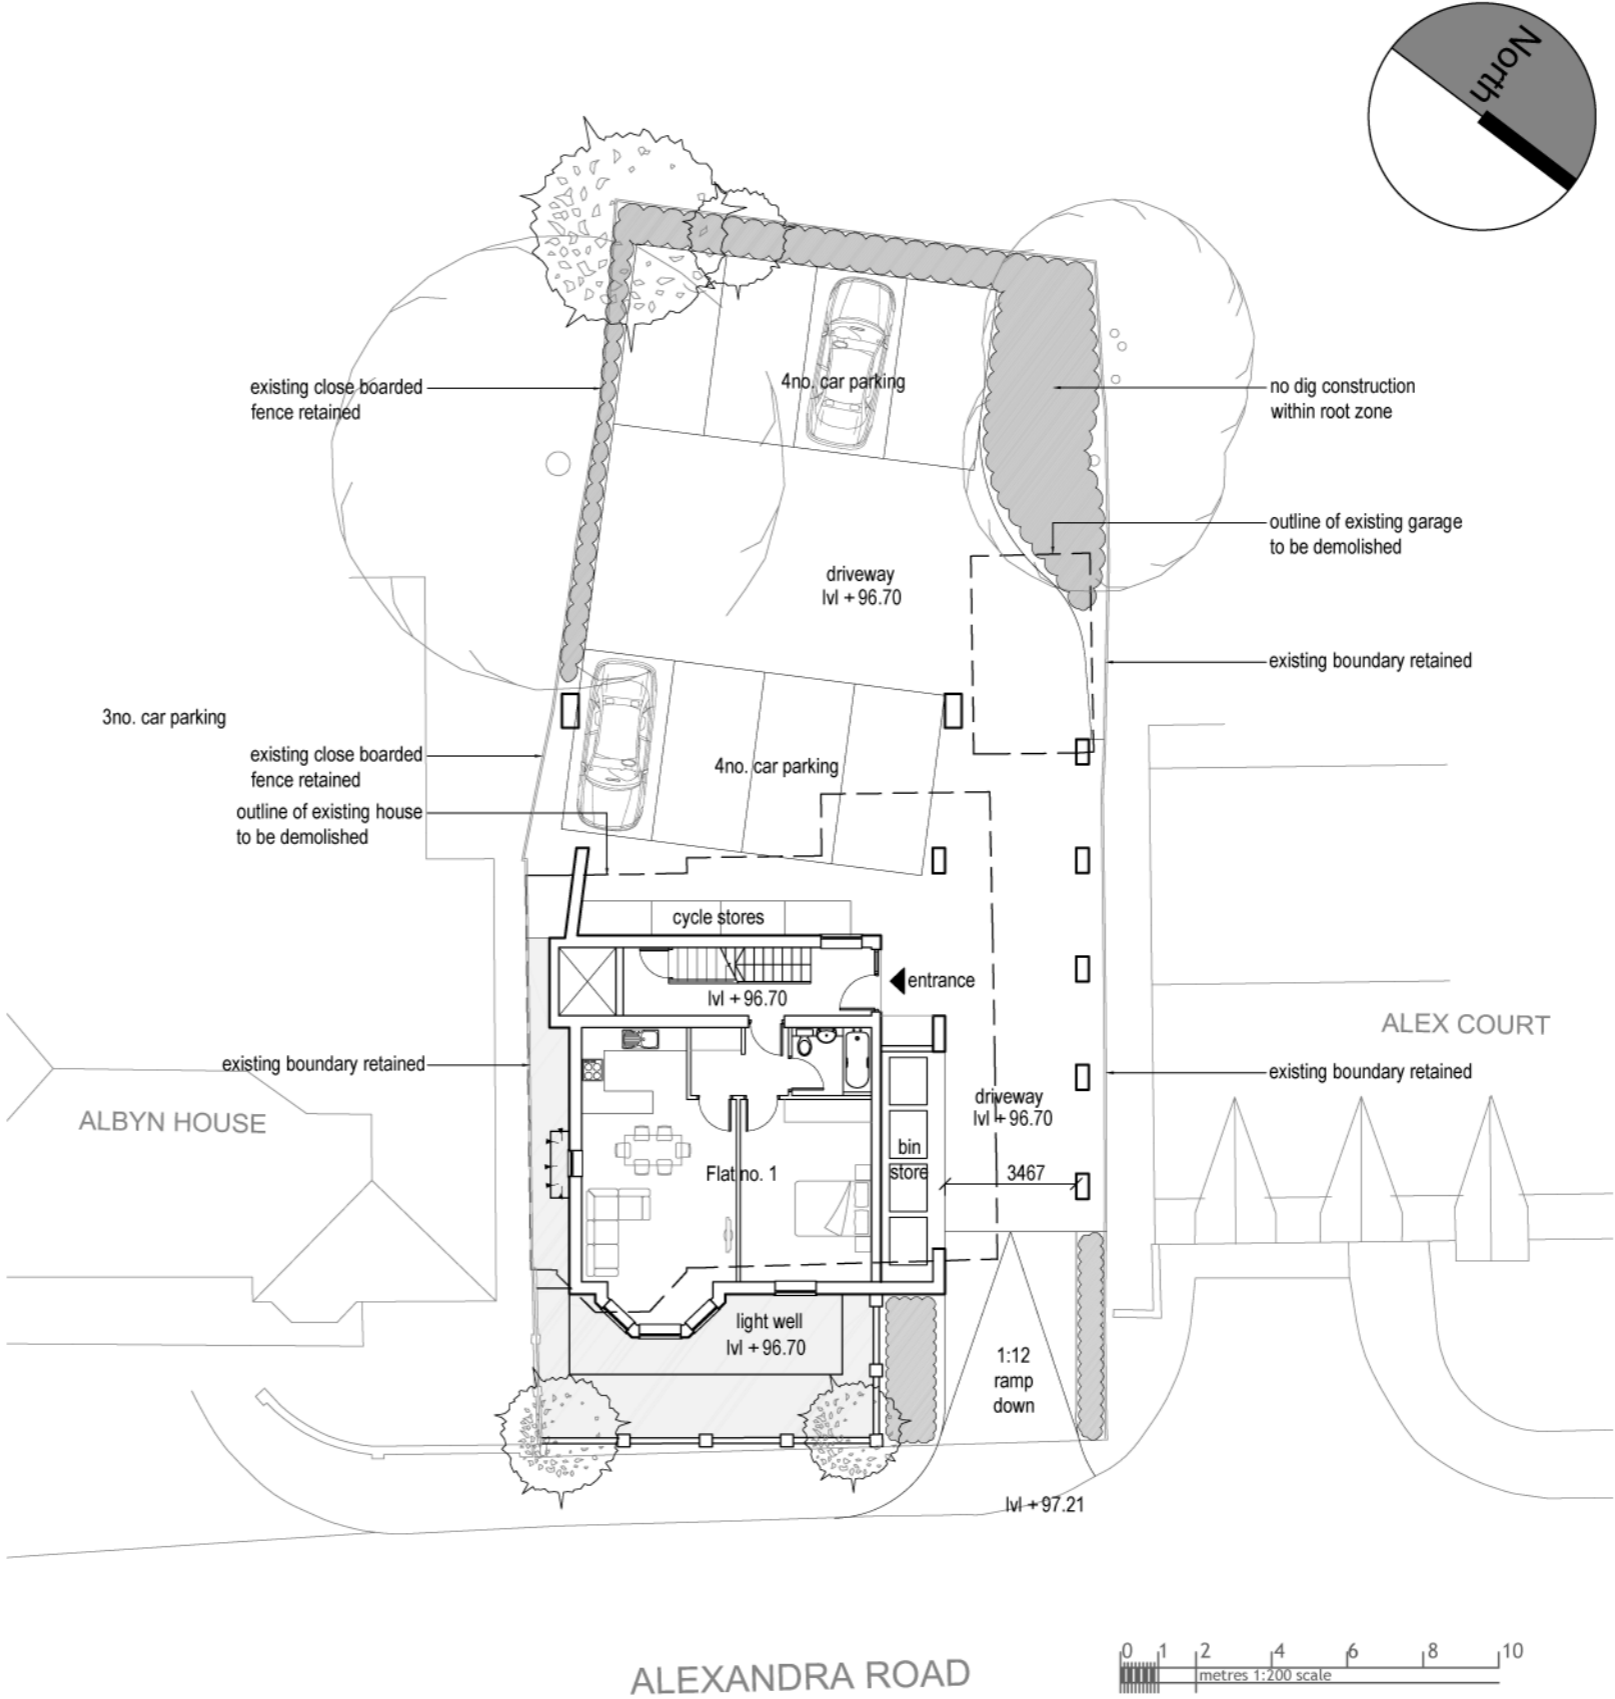 North
existing close boarded
fence retained
4no. car parking
no dig construction
within root zone
outline of existing garage
to be demolished
driveway
lvl + 96.70
existing boundary retained
3no. car parking
existing close boarded
fence retained
4no. car parking
outline of existing house
to be demolished
cycle stores
entrance
lvl + 96.70
ALEX COURT
existing boundary retained
existing boundary retained
ALBYN HOUSE
driveway
lvl + 96.70
bin
store
Flat no. 1
3467
light well
lvl + 96.70
1:12
ramp
down
lvl + 97.21
ALEXANDRA ROAD
0 1 2 4 6 8 10
metres 1:200 scale